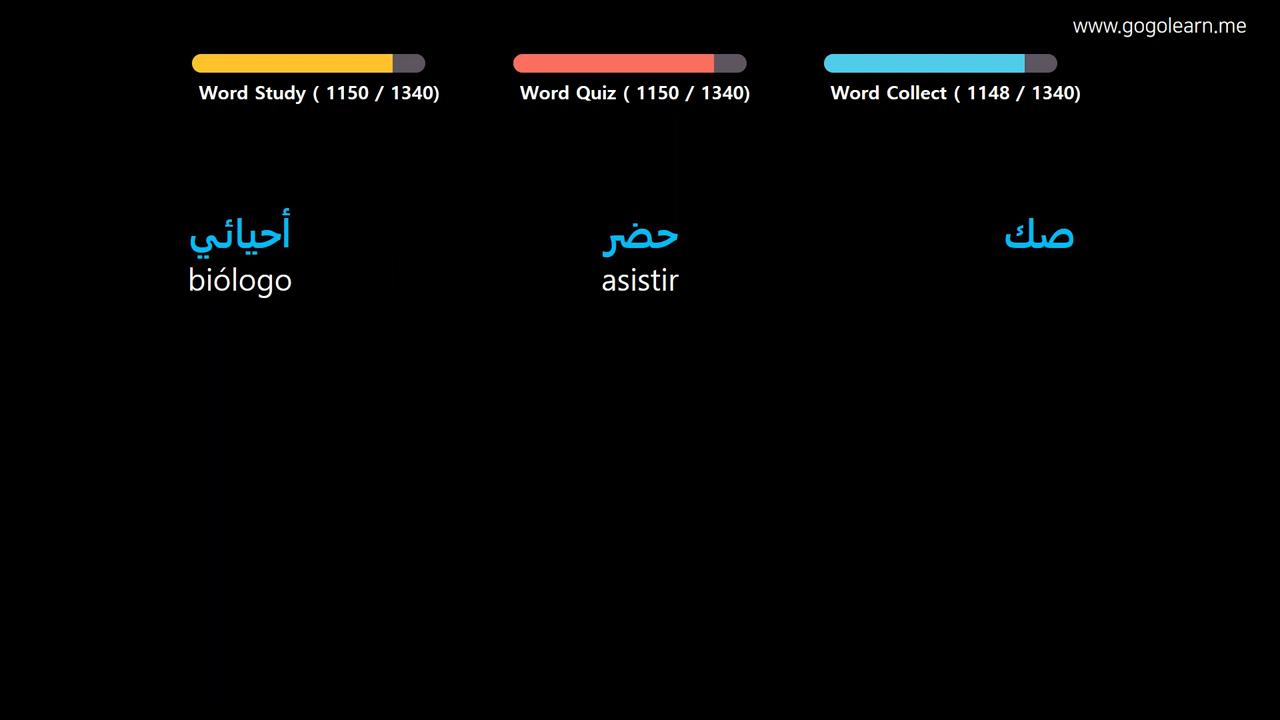 www.gogolearn.me
Word Study ( 1150 / 1340)
Word Quiz ( 1150 / 1340)
Word Collect ( 1148 / 1340)
أحيائي
biólogo
حضر
asistir
صك